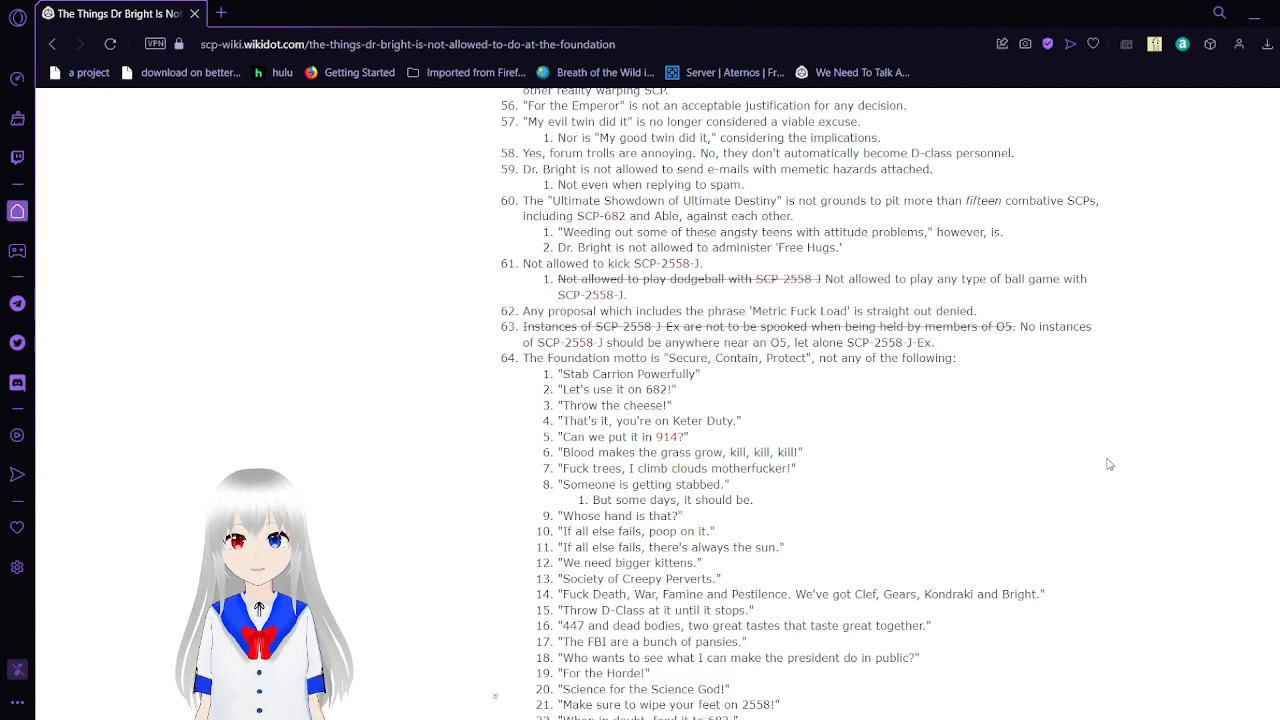 The Things Dr Bright Is Not
VPN
scp-wiki.wikidot.com/the-things-dr-bright-is-not-allowed-to-do-at-the-foundation
a project
download on better...
hulu
Getting Started
Imported from Firef...
Breath of the Wild i...
Server | Aternos | Fr...
We Need To Talk A...
other reality warping SCP.
56. "For the Emperor" is not an acceptable justification for any decision.
57. "My evil twin did it" is no longer considered a viable excuse.
1. Nor is "My good twin did it," considering the implications.
58. Yes, forum trolls are annoying. No, they don't automatically become D-class personnel.
59. Dr. Bright is not allowed to send e-mails with memetic hazards attached.
1. Not even when replying to spam.
60. The "Ultimate Showdown of Ultimate Destiny" is not grounds to pit more than fifteen combative SCPs,
including SCP-682 and Able, against each other.
1. "Weeding out some of these angsty teens with attitude problems," however, is.
2. Dr. Bright is not allowed to administer 'Free Hugs.'
61. Not allowed to kick SCP-2558-J.
1. Not allowed to play dodgeball with SCP-2558-J Not allowed to play any type of ball game with
SCP-2558-J.
62. Any proposal which includes the phrase 'Metric Fuck Load' is straight out denied.
63. Instances of SCP-2558-J-Ex are not to be spooked when being held by members of O5. No instances
of SCP-2558-J should be anywhere near an O5, let alone SCP-2558-J-Ex.
64. The Foundation motto is "Secure, Contain, Protect", not any of the following:
1. "Stab Carrion Powerfully"
2. "Let's use it on 682!"
3. "Throw the cheese!"
4. "That's it, you're on Keter Duty."
5. "Can we put it in 914?"
6. "Blood makes the grass grow, kill, kill, kill!"
7. "Fuck trees, I climb clouds motherfucker!"
8. "Someone is getting stabbed."
1. But some days, it should be.
9. "Whose hand is that?"
10. "If all else fails, poop on it."
11. "If all else fails, there's always the sun."
12. "We need bigger kittens."
13. "Society of Creepy Perverts."
14. "Fuck Death, War, Famine and Pestilence. We've got Clef, Gears, Kondraki and Bright."
15. "Throw D-Class at it until it stops."
16. "447 and dead bodies, two great tastes that taste great together."
17. "The FBI are a bunch of pansies."
18. "Who wants to see what I can make the president do in public?"
19. "For the Horde!"
20. "Science for the Science God!"
21. "Make sure to wipe your feet on 2558!"
22. "When in doubt, feed it to 682."